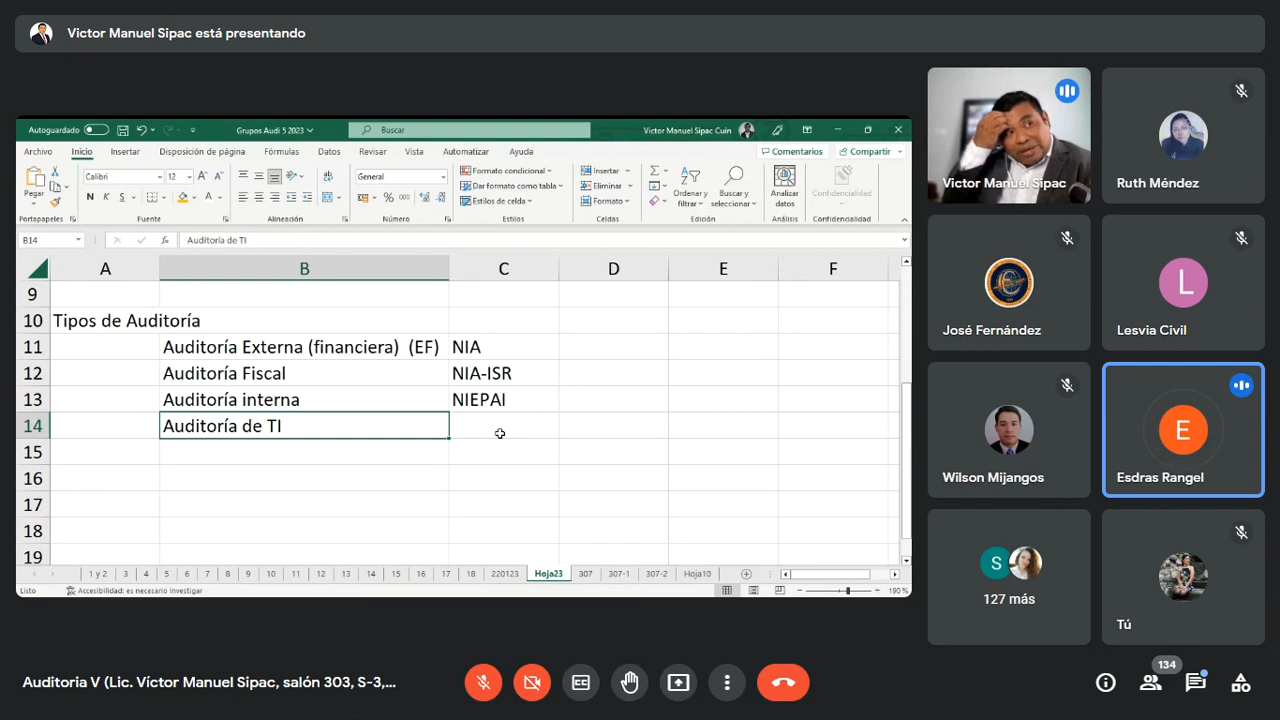 Victor Manuel Sipac está presentando
Autoguardado
Grupos Audi 5 2023
Buscar
Victor Manuel Sipac Cuin
Archivo Inicio Insertar Disposición de página Fórmulas Datos Revisar Vista Automatizar Ayuda
Comentarios Compartir
Pegar
Calibri 12
N K S
General
Formato condicional
Dar formato como tabla
Estilos de celda
Insertar
Eliminar
Formato
Ordenar y filtrar
Buscar y seleccionar
Analizar datos
Confidencialidad
Portapapeles Fuente Alineación Número Estilos Celdas Edición Análisis Confidencialidad
B14 fx Auditoría de TI
A B C D E F
9
10 Tipos de Auditoría
11 Auditoría Externa (financiera) (EF) NIA
12 Auditoría Fiscal NIA-ISR
13 Auditoría interna NIEPAI
14 Auditoría de TI
15
16
17
18
19
1 y 2 3 4 5 6 7 8 9 10 11 12 13 14 15 16 17 18 220123 Hoja23 307 307-1 307-2 Hoja10
Listo Accesibilidad: es necesario investigar 190 %
Victor Manuel Sipac
Ruth Méndez
José Fernández
L
Lesvia Civil
Wilson Mijangos
E
Esdras Rangel
S
127 más
Tú
Auditoria V (Lic. Víctor Manuel Sipac, salón 303, S-3,...
CC
134